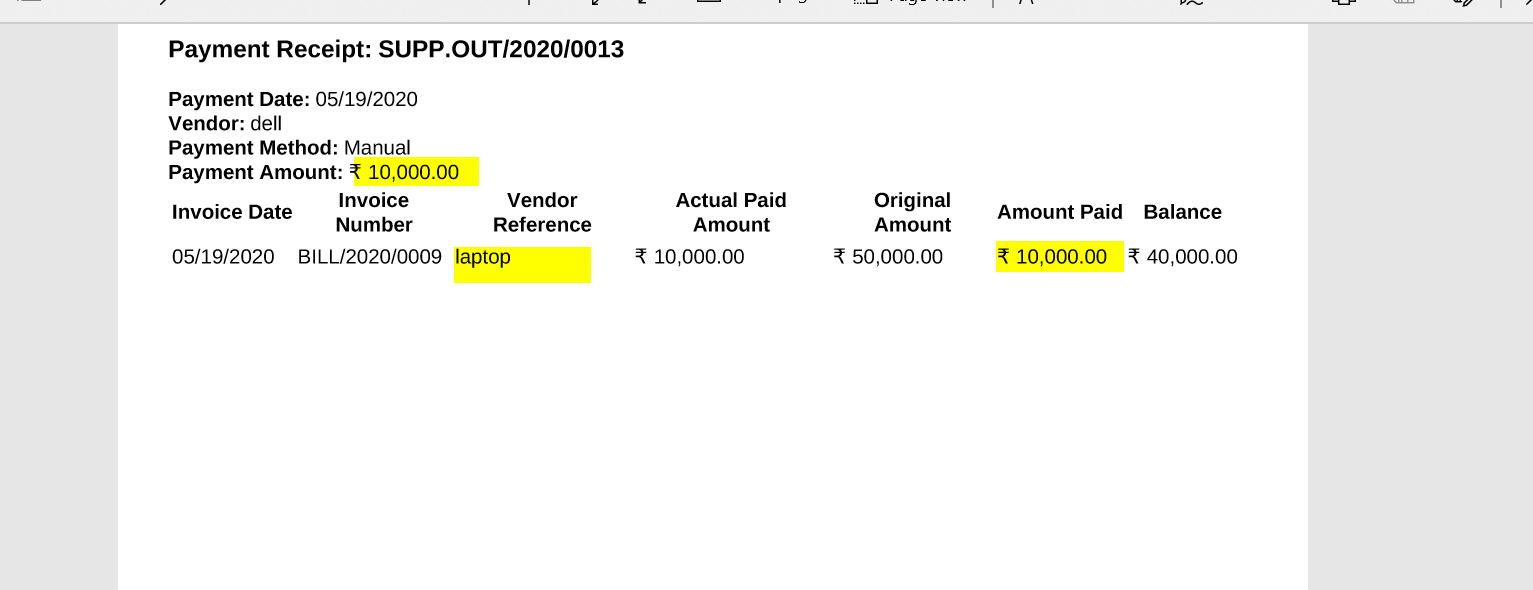 Payment Receipt: SUPP.OUT/2020/0013
Payment Date: 05/19/2020
Vendor: dell
Payment Method: Manual
Payment Amount: ₹ 10,000.00
Invoice Date Invoice Number Vendor Reference Actual Paid Amount Original Amount Amount Paid Balance
05/19/2020 BILL/2020/0009 laptop ₹ 10,000.00 ₹ 50,000.00 ₹ 10,000.00 ₹ 40,000.00